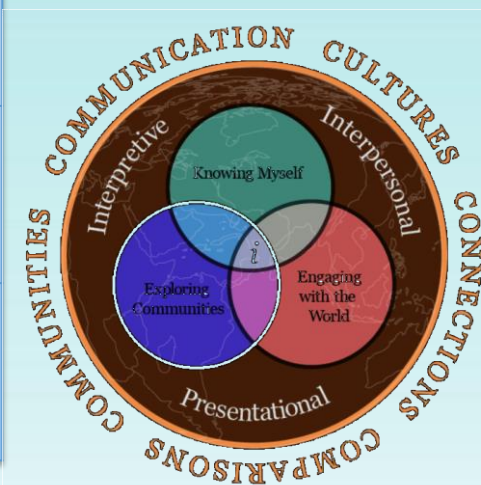 COMMUNICATION CULTURES CONNECTIONS COMPARISONS COMMUNITIES
Interpretive
Interpersonal
Knowing Myself
Exploring
Communities
Engaging
with the
World
Presentational